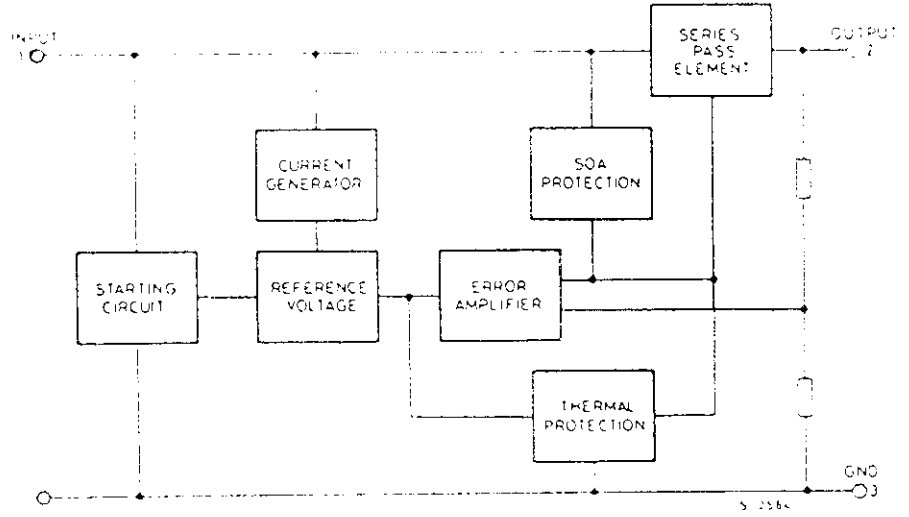 INPUT
1
SERIES
PASS
ELEMENT
OUTPUT
2
CURRENT
GENERATOR
SOA
PROTECTION
STARTING
CIRCUIT
REFERENCE
VOLTAGE
ERROR
AMPLIFIER
THERMAL
PROTECTION
GND
3